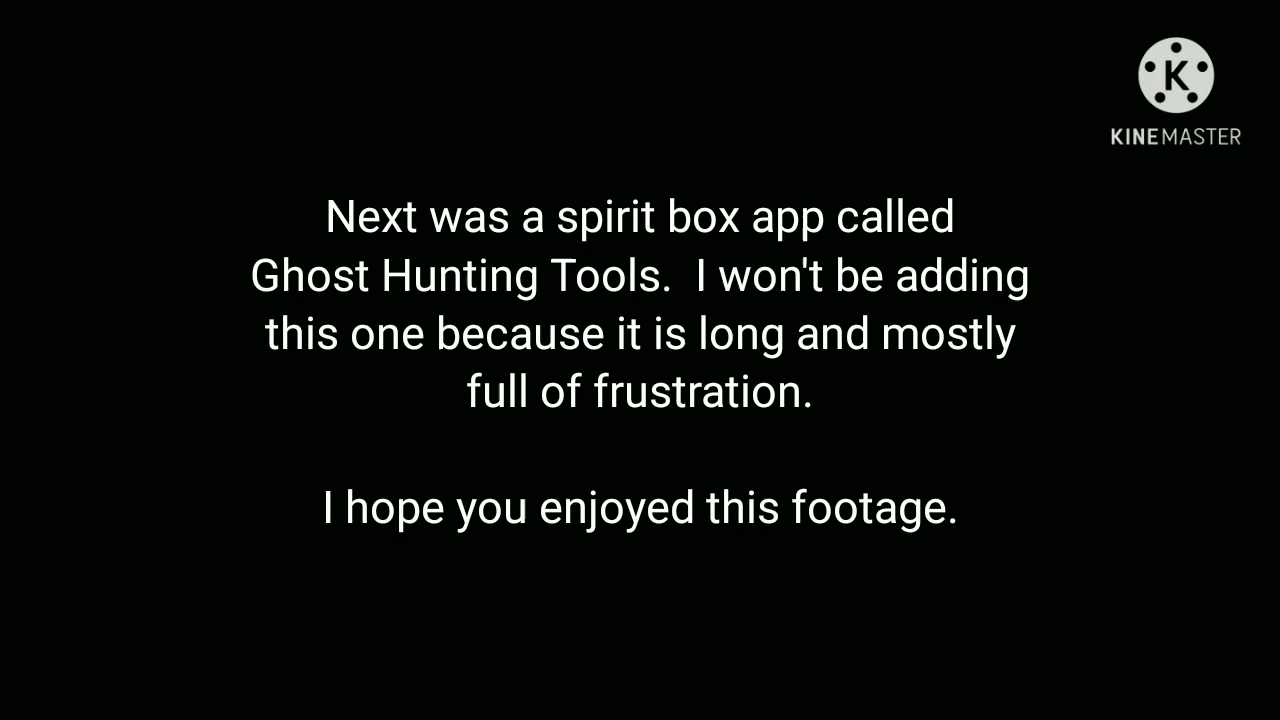 K
KINEMASTER
Next was a spirit box app called
Ghost Hunting Tools.  I won't be adding
this one because it is long and mostly
full of frustration.
I hope you enjoyed this footage.